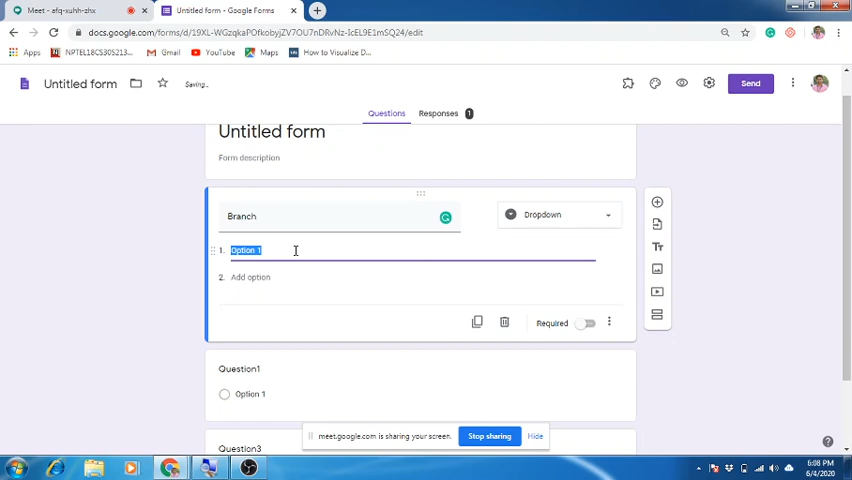 Meet - afq-xuhh-zhx
Untitled form - Google Forms
docs.google.com/forms/d/19XL-WGzqkaPOfkobyjZV7OU7nDRvNz-IcEL9E1mSQ24/edit
Apps
NPTEL18CS30S213...
Gmail
YouTube
Maps
How to Visualize D...
Untitled form
Saving...
Send
Questions
Responses 1
Untitled form
Form description
Branch
Dropdown
1. Option 1
2. Add option
Required
Question1
Option 1
meet.google.com is sharing your screen.
Stop sharing
Hide
Question3
6:08 PM
6/4/2020